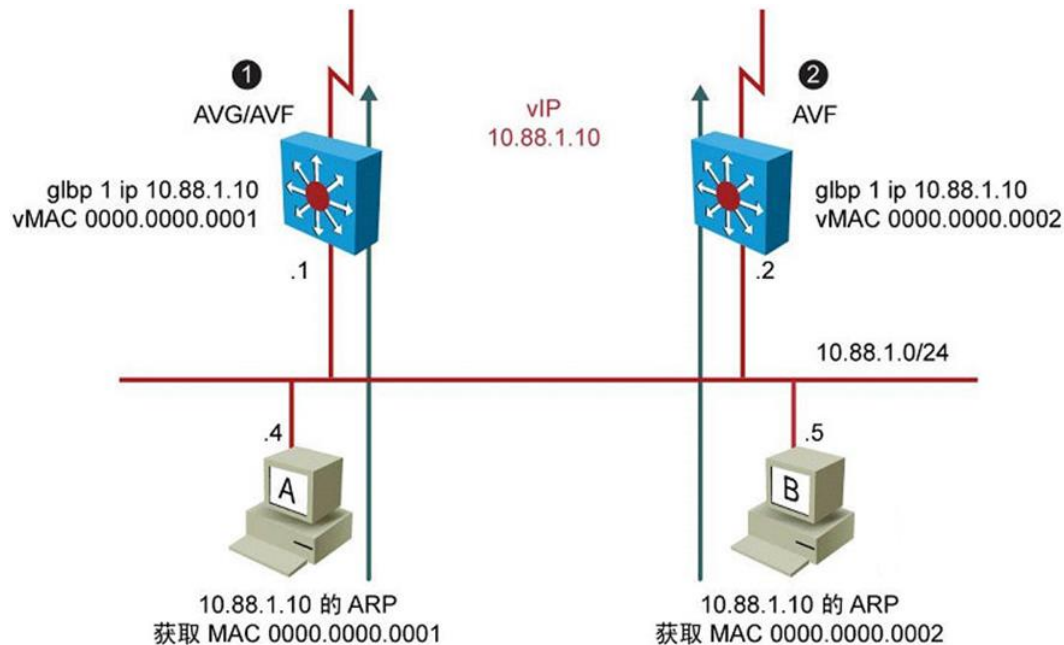 ❶
AVG/AVF
glbp 1 ip 10.88.1.10
vMAC 0000.0000.0001
.1
vIP
10.88.1.10
❷
AVF
glbp 1 ip 10.88.1.10
vMAC 0000.0000.0002
.2
10.88.1.0/24
.4
A
10.88.1.10 的 ARP
获取 MAC 0000.0000.0001
.5
B
10.88.1.10 的 ARP
获取 MAC 0000.0000.0002